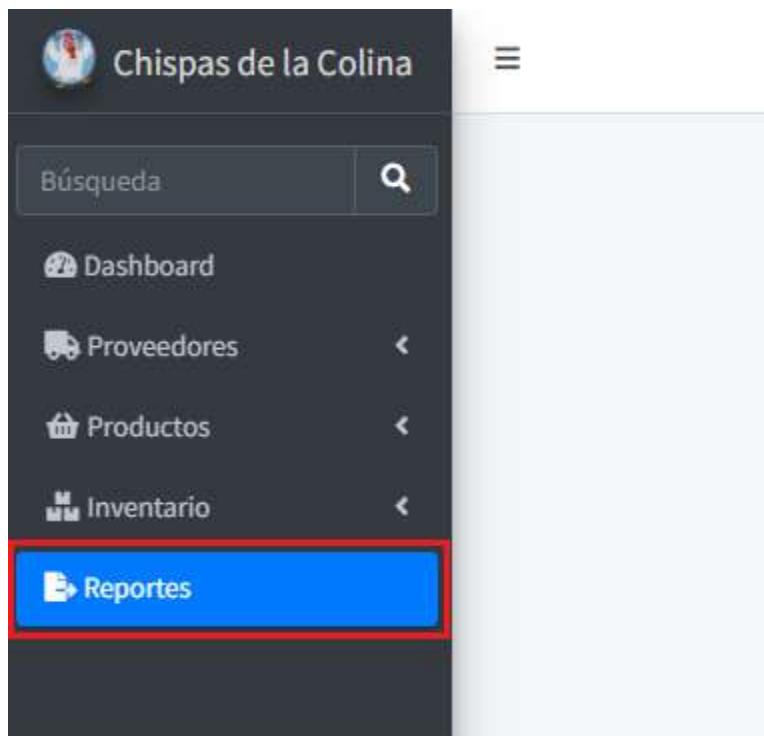 Chispas de la Colina
Búsqueda
Dashboard
Proveedores
Productos
Inventario
Reportes